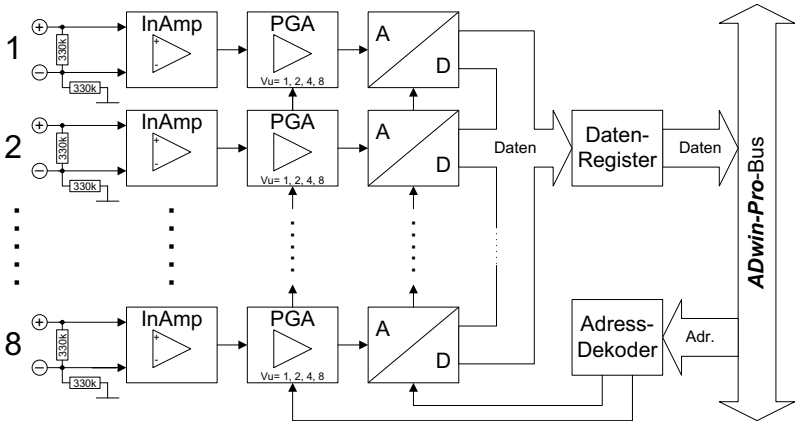 1
+
−
330k
330k
InAmp
+
-
PGA
Vu= 1, 2, 4, 8
A
D
2
+
−
330k
330k
InAmp
+
-
PGA
Vu= 1, 2, 4, 8
A
D
Daten
Daten-
Register
Daten
ADwin-Pro-Bus
8
+
−
330k
330k
InAmp
+
-
PGA
Vu= 1, 2, 4, 8
A
D
Adress-
Dekoder
Adr.